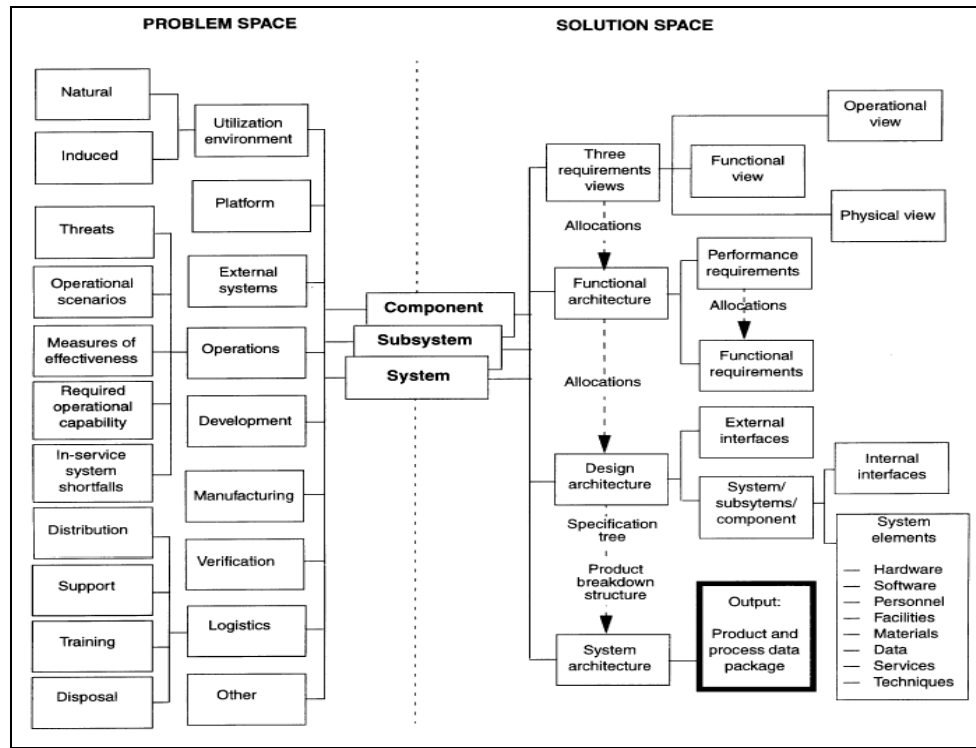 PROBLEM SPACE
SOLUTION SPACE
Natural
Induced
Utilization
environment
Platform
Threats
Operational
scenarios
Measures of
effectiveness
Required
operational
capability
In-service
system
shortfalls
External
systems
Operations
Development
Manufacturing
Verification
Distribution
Support
Training
Disposal
Logistics
Other
Component
Subsystem
System
Three
requirements
views
Operational
view
Functional
view
Physical view
Allocations
Functional
architecture
Performance
requirements
Allocations
Functional
requirements
Allocations
Design
architecture
External
interfaces
System/
subsytems/
component
Internal
interfaces
System
elements
— Hardware
— Software
— Personnel
— Facilities
— Materials
— Data
— Services
— Techniques
Specification
tree
Product
breakdown
structure
System
architecture
Output:
Product and
process data
package